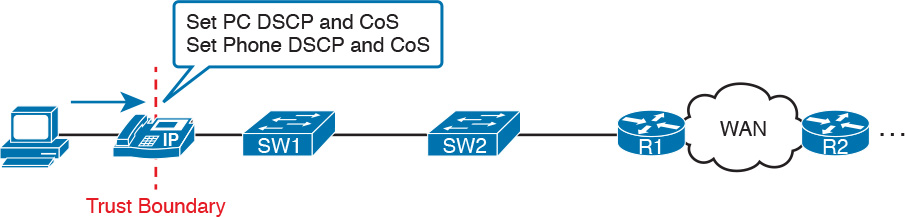 Set PC DSCP and CoS
Set Phone DSCP and CoS
IP
SW1
SW2
R1
WAN
R2
...
Trust Boundary